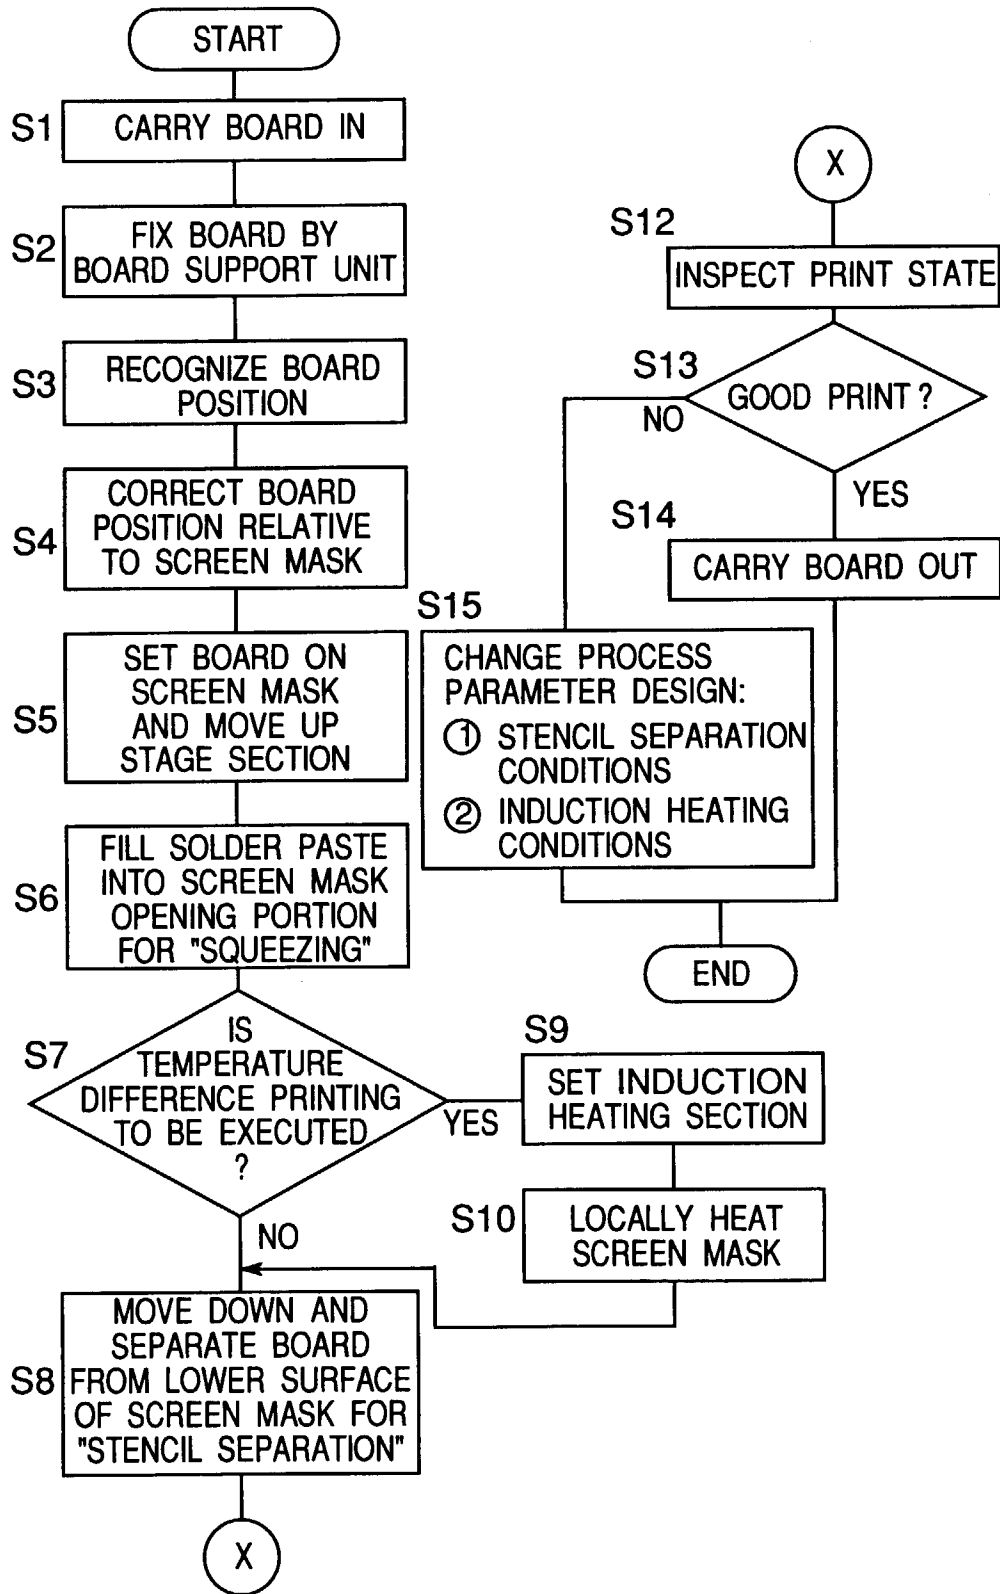 START
S1
CARRY BOARD IN
S2
FIX BOARD BY
BOARD SUPPORT UNIT
S3
RECOGNIZE BOARD
POSITION
S4
CORRECT BOARD
POSITION RELATIVE
TO SCREEN MASK
S5
SET BOARD ON
SCREEN MASK
AND MOVE UP
STAGE SECTION
S6
FILL SOLDER PASTE
INTO SCREEN MASK
OPENING PORTION
FOR "SQUEEZING"
S7
IS
TEMPERATURE
DIFFERENCE PRINTING
TO BE EXECUTED
?
YES
NO
S9
SET INDUCTION
HEATING SECTION
S10
LOCALLY HEAT
SCREEN MASK
S8
MOVE DOWN AND
SEPARATE BOARD
FROM LOWER SURFACE
OF SCREEN MASK FOR
"STENCIL SEPARATION"
X
X
S12
INSPECT PRINT STATE
S13
GOOD PRINT ?
NO
YES
S14
CARRY BOARD OUT
S15
CHANGE PROCESS
PARAMETER DESIGN:
① STENCIL SEPARATION
CONDITIONS
② INDUCTION HEATING
CONDITIONS
END